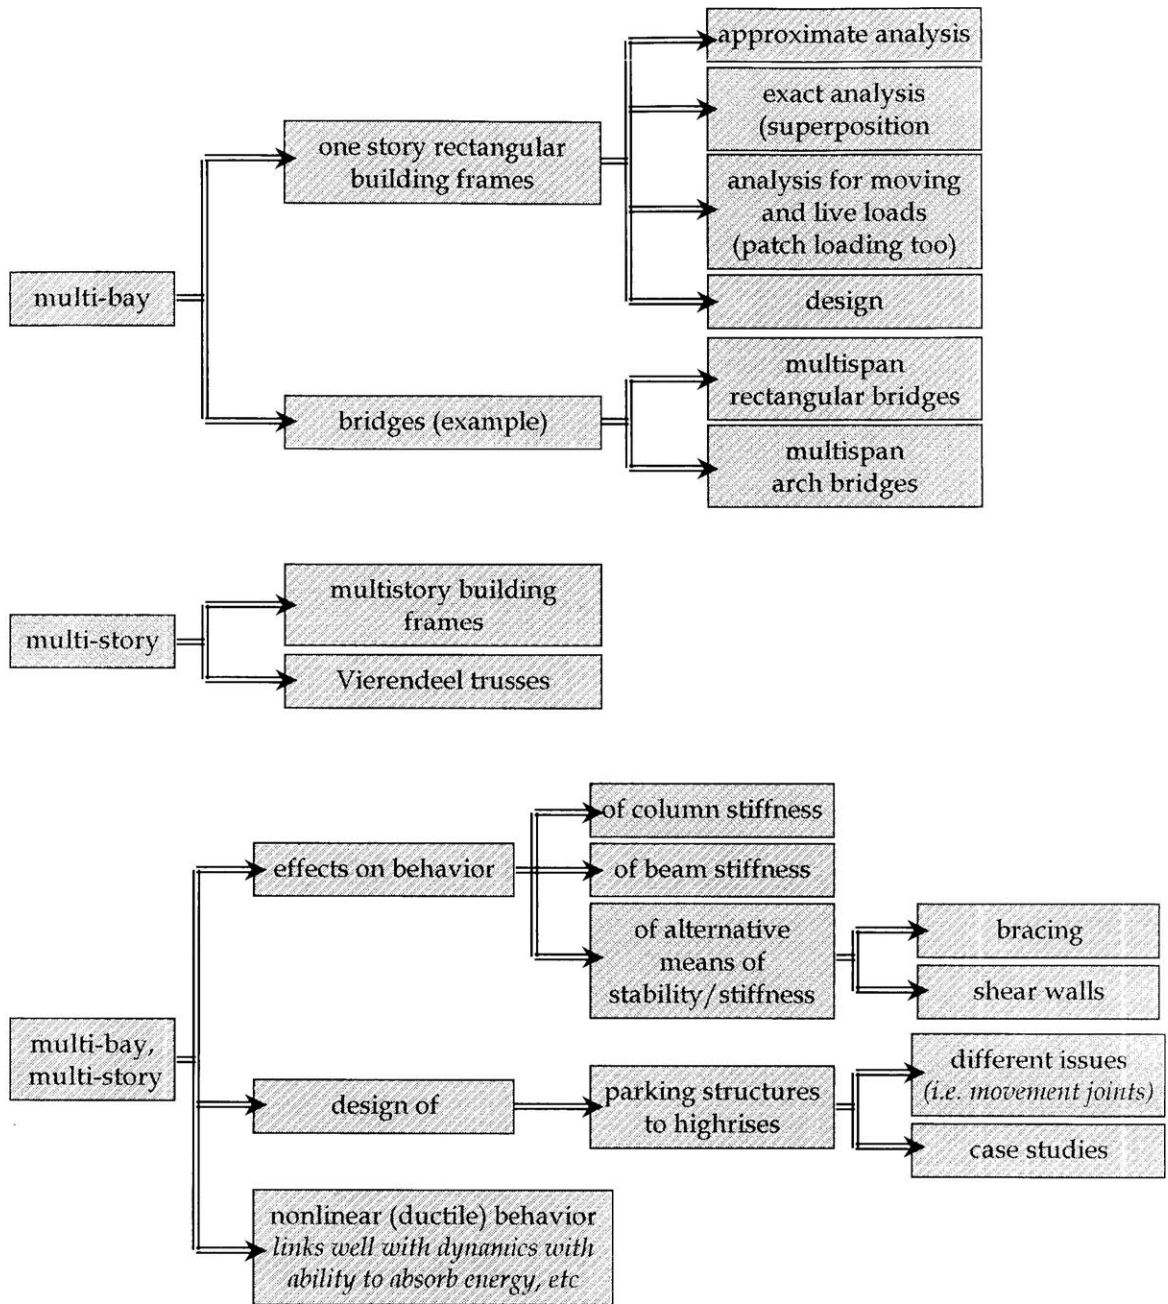 multi-bay
one story rectangular
building frames
approximate analysis
exact analysis
(superposition
analysis for moving
and live loads
(patch loading too)
design
bridges (example)
multispan
rectangular bridges
multispan
arch bridges
multi-story
multistory building
frames
Vierendeel trusses
multi-bay,
multi-story
effects on behavior
of column stiffness
of beam stiffness
of alternative
means of
stability/stiffness
bracing
shear walls
design of
parking structures
to highrises
different issues
(i.e. movement joints)
case studies
nonlinear (ductile) behavior
links well with dynamics with
ability to absorb energy, etc